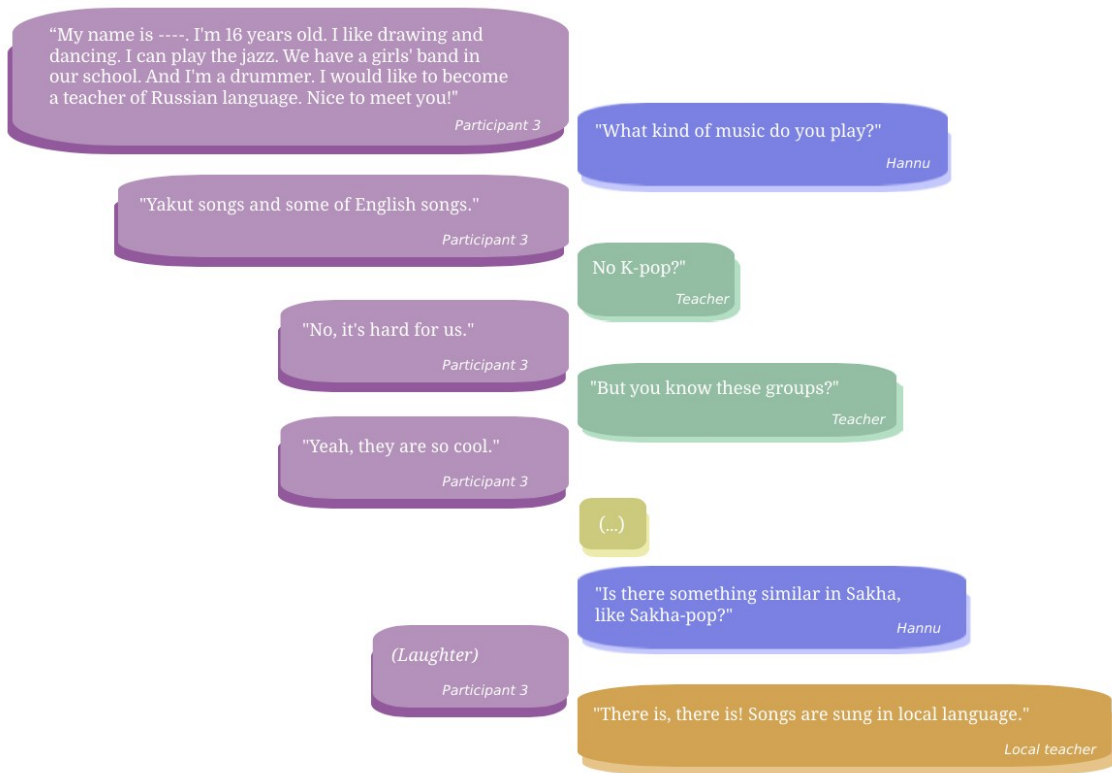 “My name is ----. I'm 16 years old. I like drawing and
dancing. I can play the jazz. We have a girls' band in
our school. And I'm a drummer. I would like to become
a teacher of Russian language. Nice to meet you!"
Participant 3
"What kind of music do you play?"
Hannu
"Yakut songs and some of English songs."
Participant 3
No K-pop?"
Teacher
"No, it's hard for us."
Participant 3
"But you know these groups?"
Teacher
"Yeah, they are so cool."
Participant 3
(...)
"Is there something similar in Sakha,
like Sakha-pop?"
Hannu
(Laughter)
Participant 3
"There is, there is! Songs are sung in local language."
Local teacher